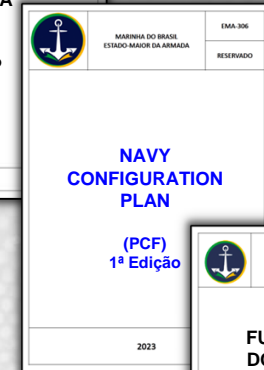 A
EMA-306
MARINHA DO BRASIL
ESTADO-MAIOR DA ARMADA
RESERVADO
NAVY
CONFIGURATION
PLAN
(PCF)
1ª Edição
2023
FU
DO